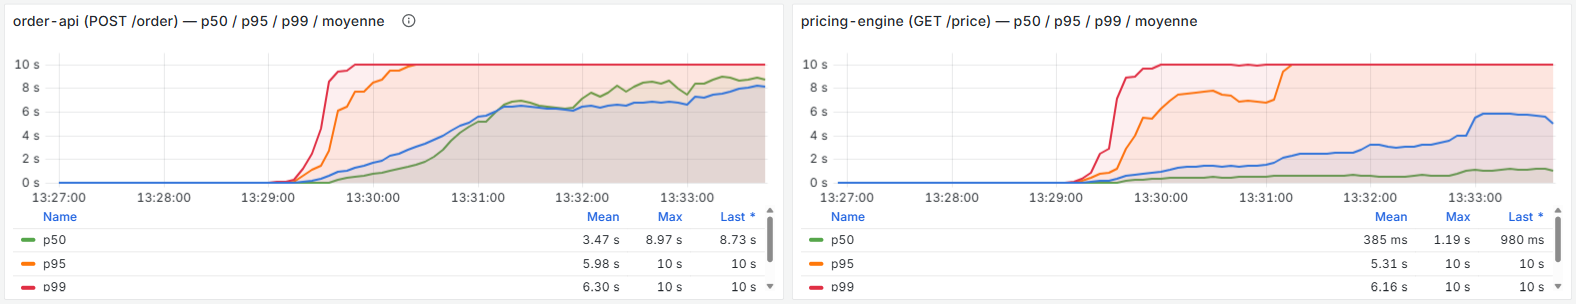 order-api (POST /order) — p50 / p95 / p99 / moyenne
10 s
8 s
6 s
4 s
2 s
0 s
13:27:00 13:28:00 13:29:00 13:30:00 13:31:00 13:32:00 13:33:00
Name Mean Max Last *
p50 3.47 s 8.97 s 8.73 s
p95 5.98 s 10 s 10 s
p99 6.30 s 10 s 10 s
pricing-engine (GET /price) — p50 / p95 / p99 / moyenne
10 s
8 s
6 s
4 s
2 s
0 s
13:27:00 13:28:00 13:29:00 13:30:00 13:31:00 13:32:00 13:33:00
Name Mean Max Last *
p50 385 ms 1.19 s 980 ms
p95 5.31 s 10 s 10 s
p99 6.16 s 10 s 10 s